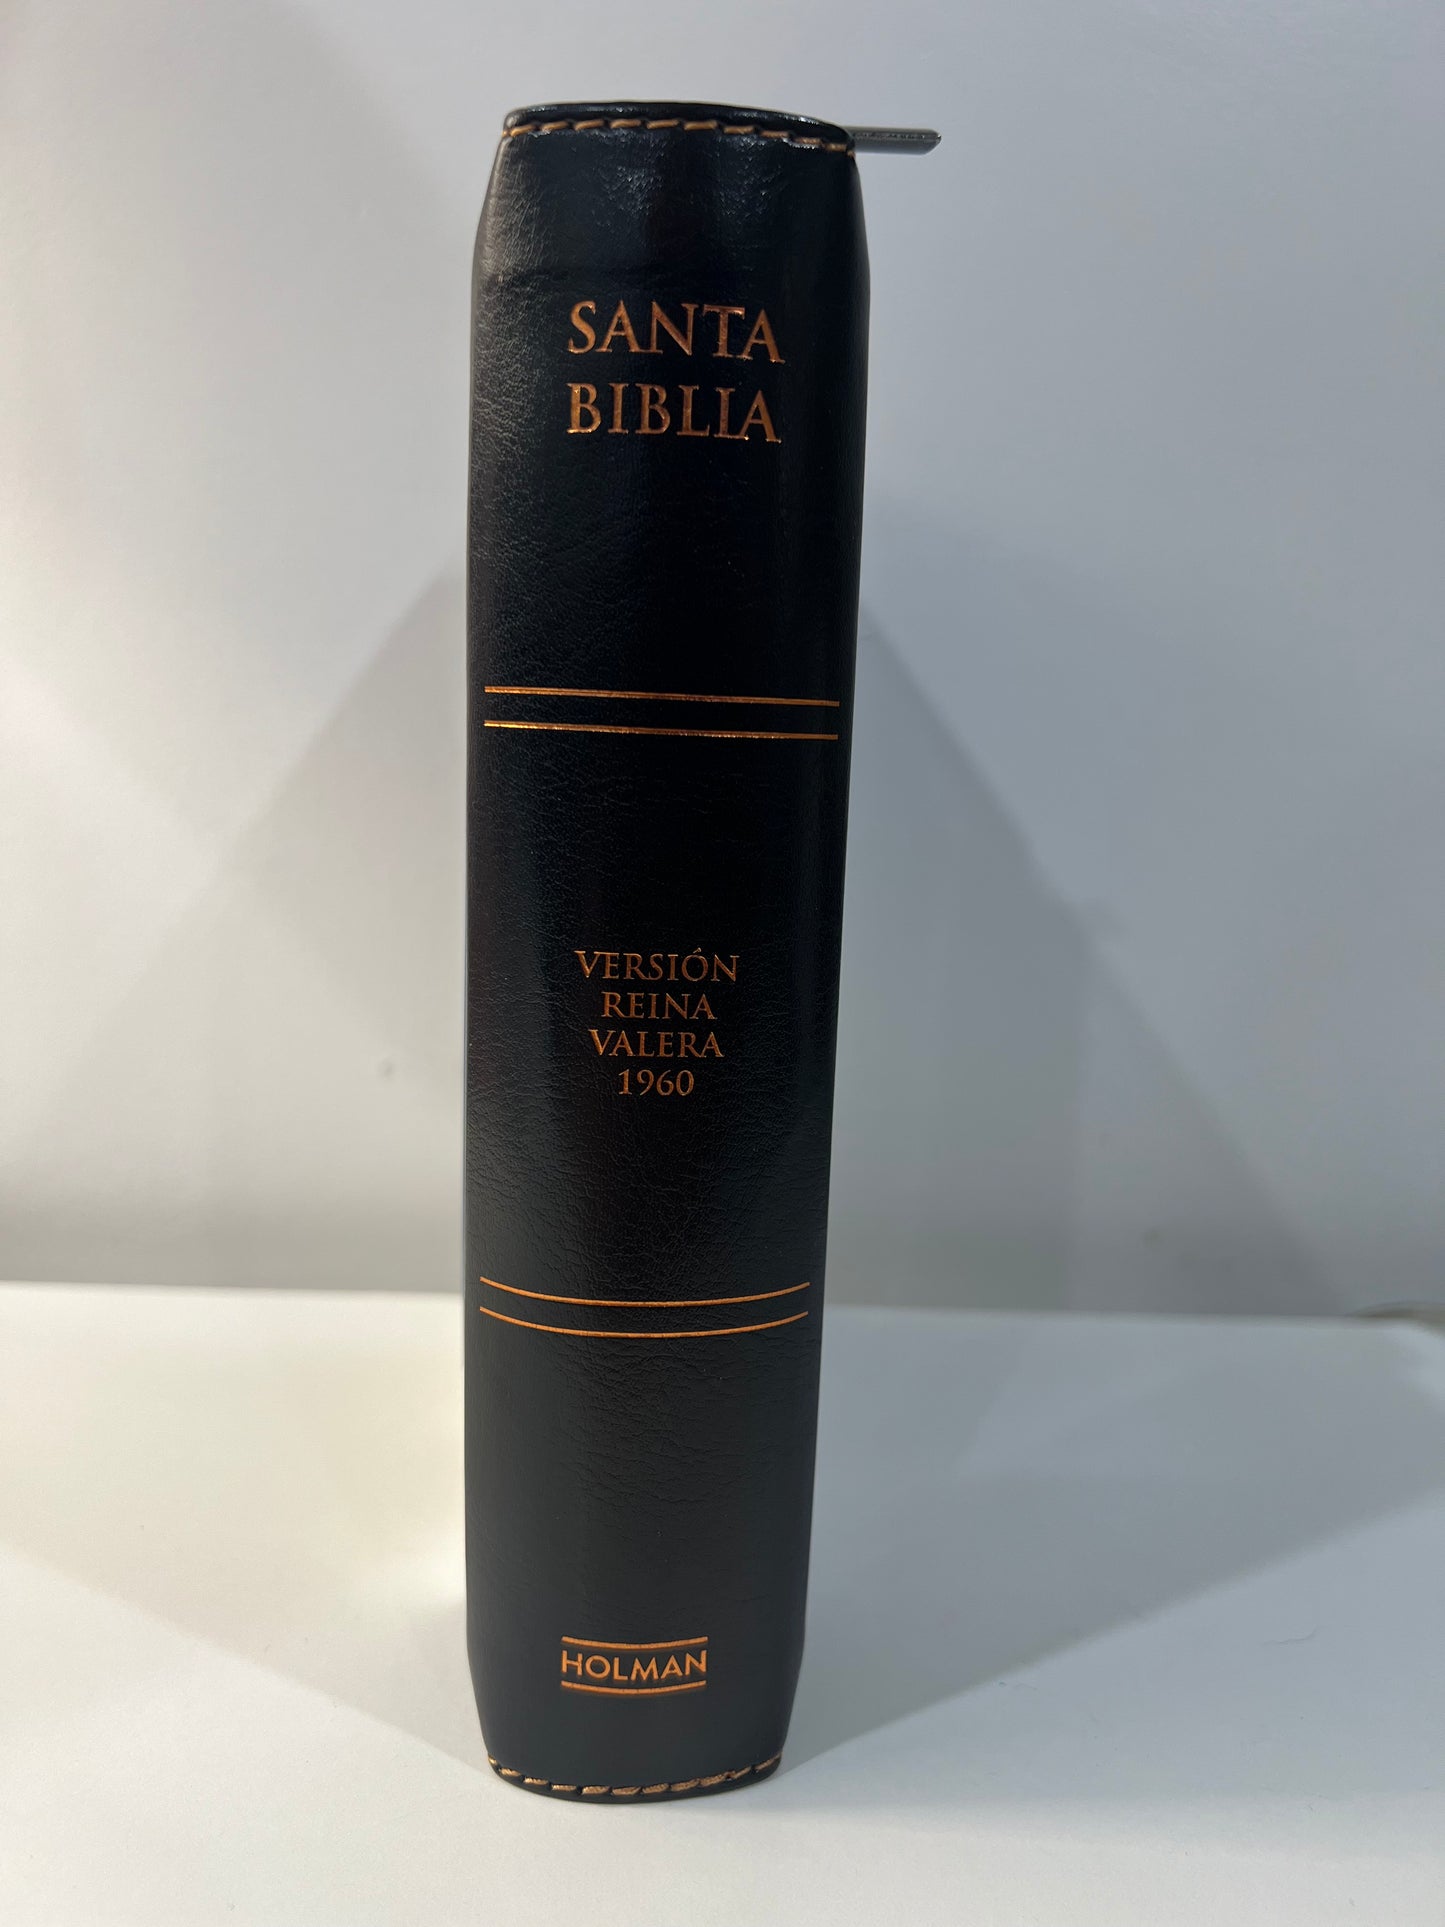 SANTA
BIBLIA
VERSIÓN
REINA
VALERA
1960
HOLMAN